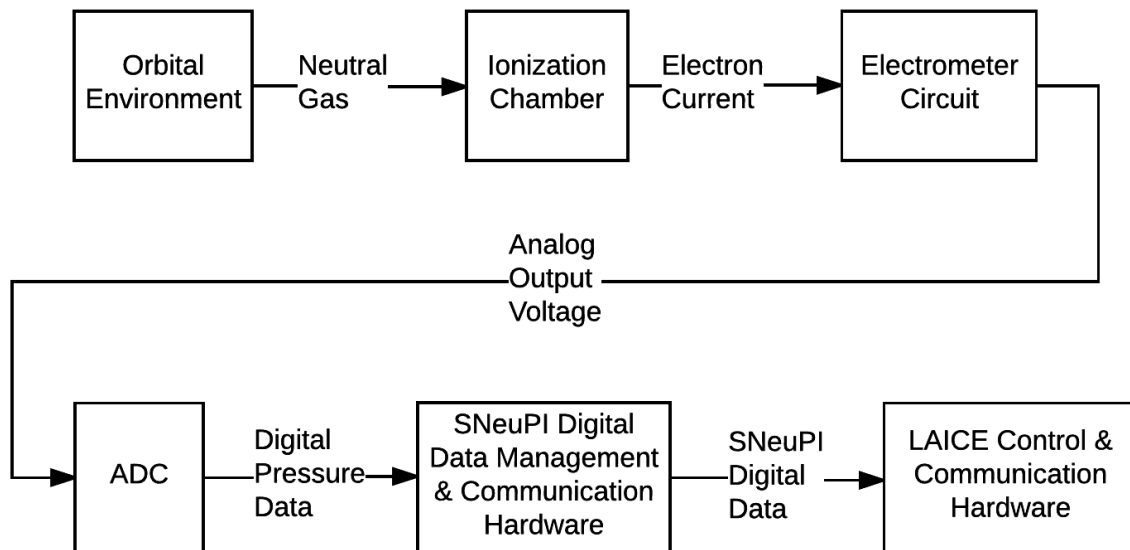 Orbital
Environment
Neutral
Gas
Ionization
Chamber
Electron
Current
Electrometer
Circuit
Analog
Output
Voltage
ADC
Digital
Pressure
Data
SNeuPI Digital
Data Management
& Communication
Hardware
SNeuPI
Digital
Data
LAICE Control &
Communication
Hardware